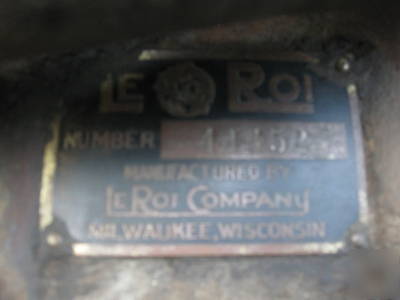 LE ROI
NUMBER
MANUFACTURED BY
LE ROI COMPANY
MILWAUKEE, WISCONSIN